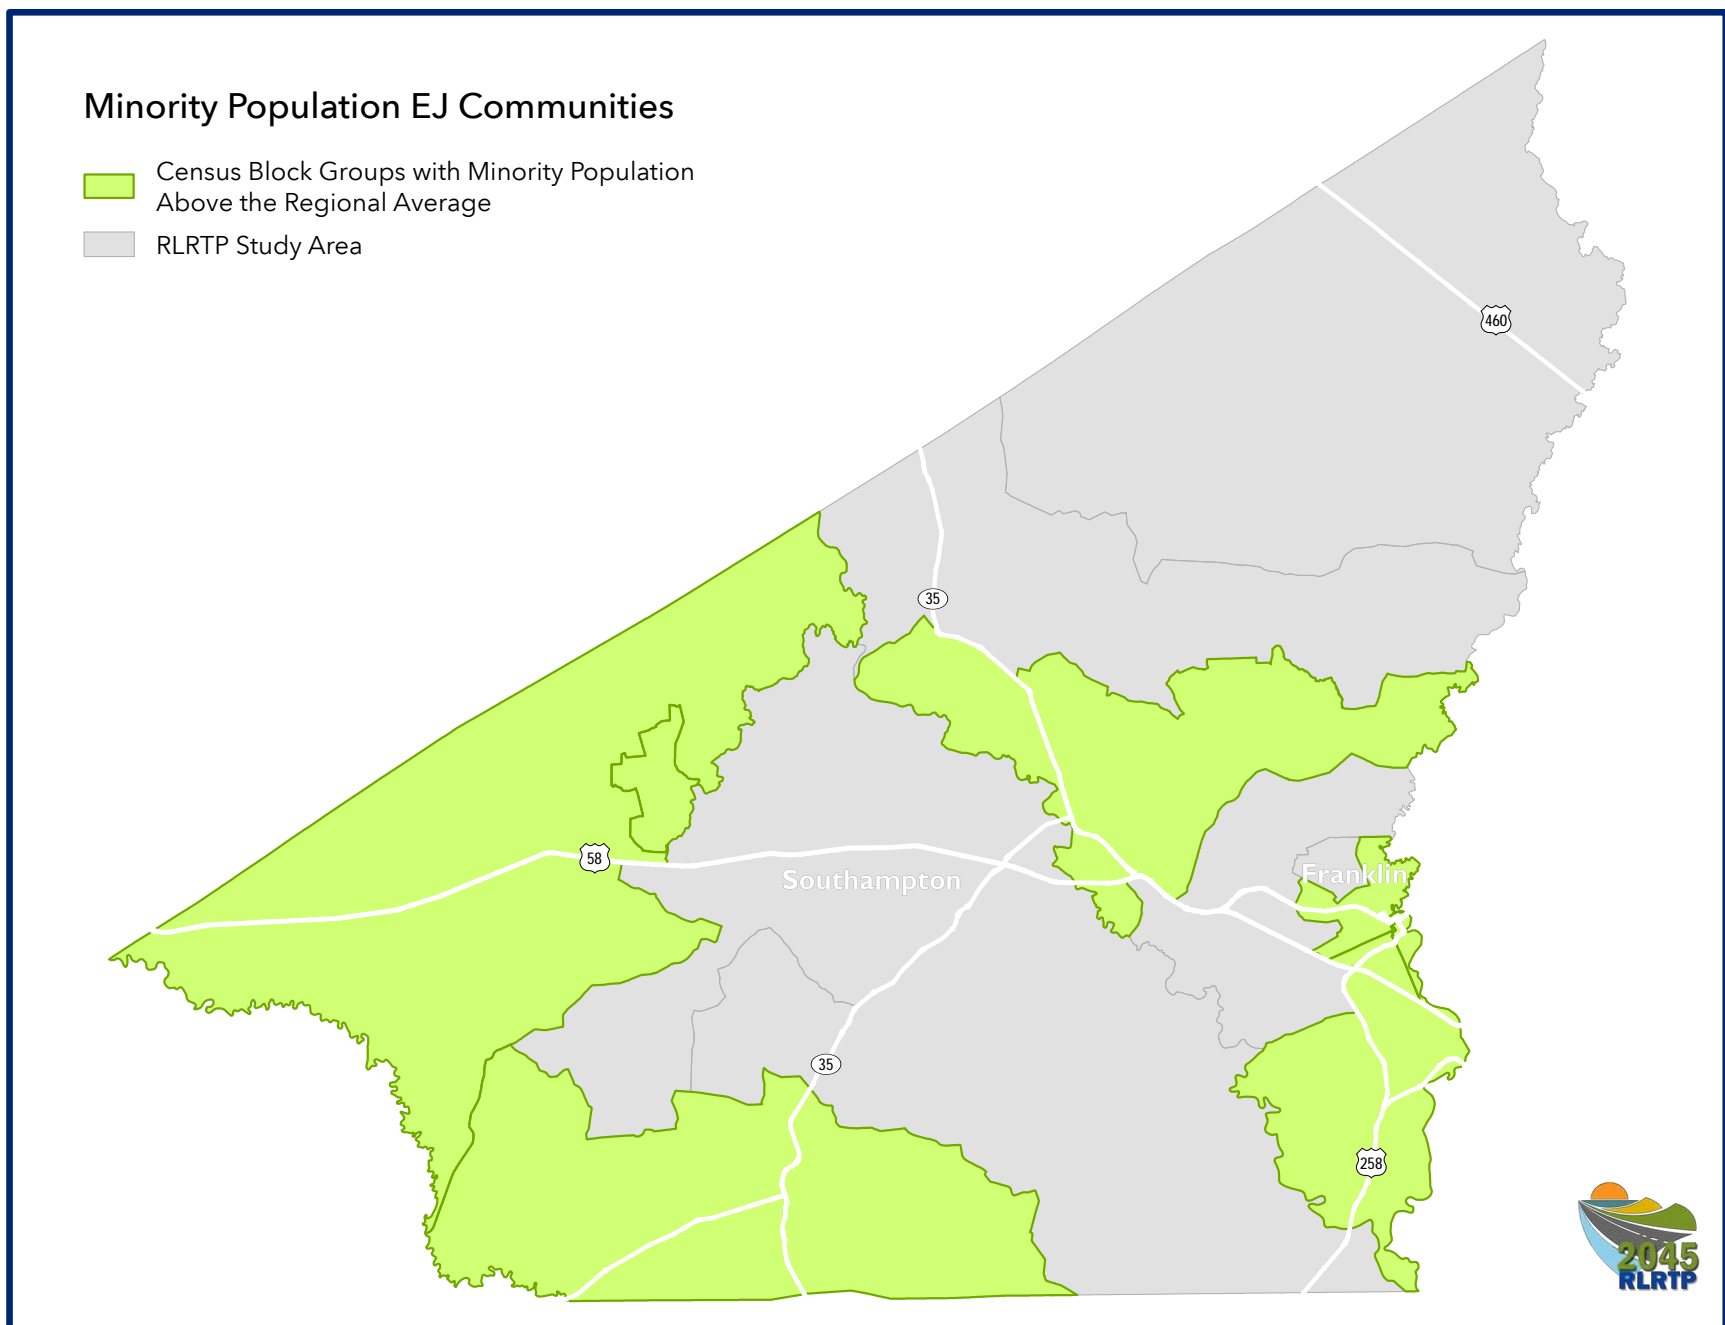 Minority Population EJ Communities
Census Block Groups with Minority Population
Above the Regional Average
RLRTP Study Area
460
35
58
Southampton
Franklin
35
258
2045
RLRTP